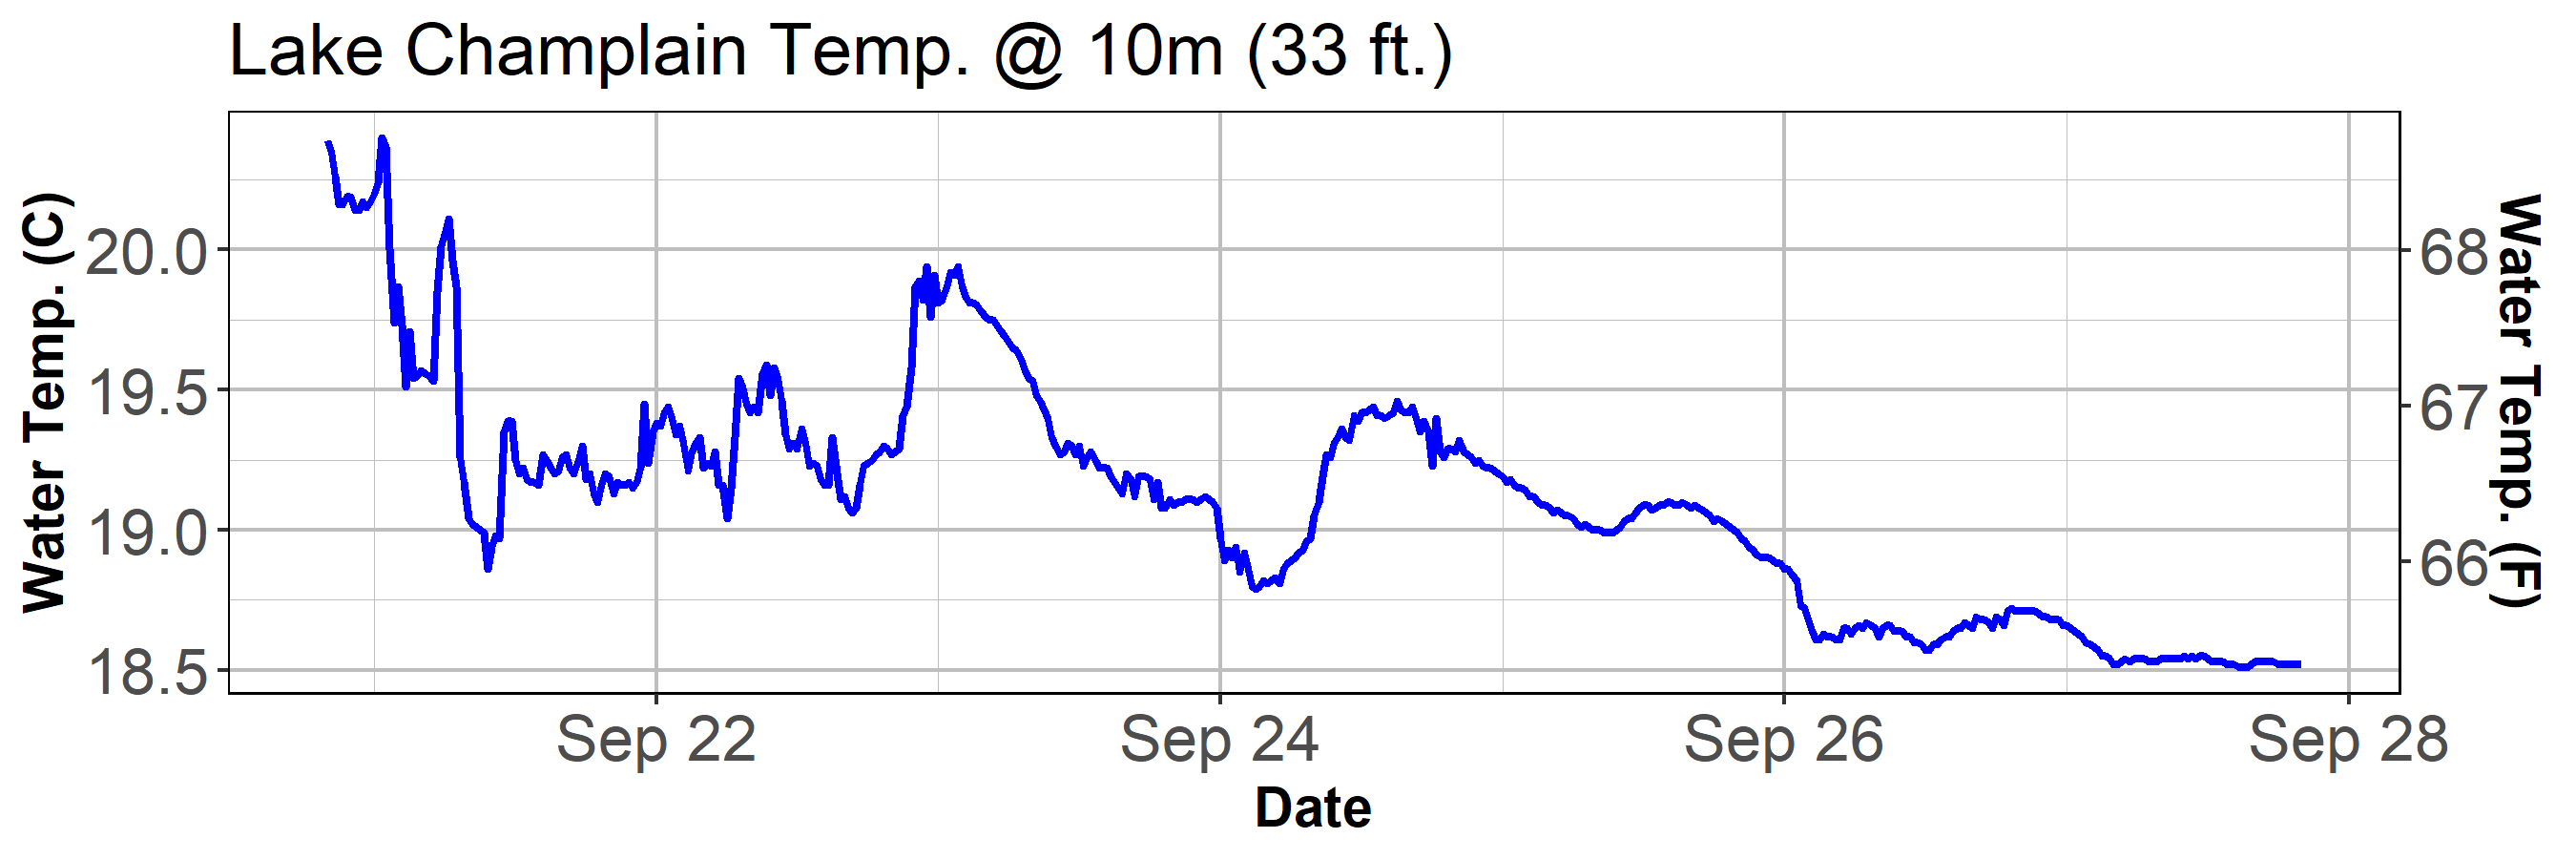 Lake Champlain Temp. @ 10m (33 ft.)
Water Temp. (C)
20.0
19.5
19.0
18.5
68
67
66
Water Temp. (F)
Sep 22 Sep 24 Sep 26 Sep 28
Date